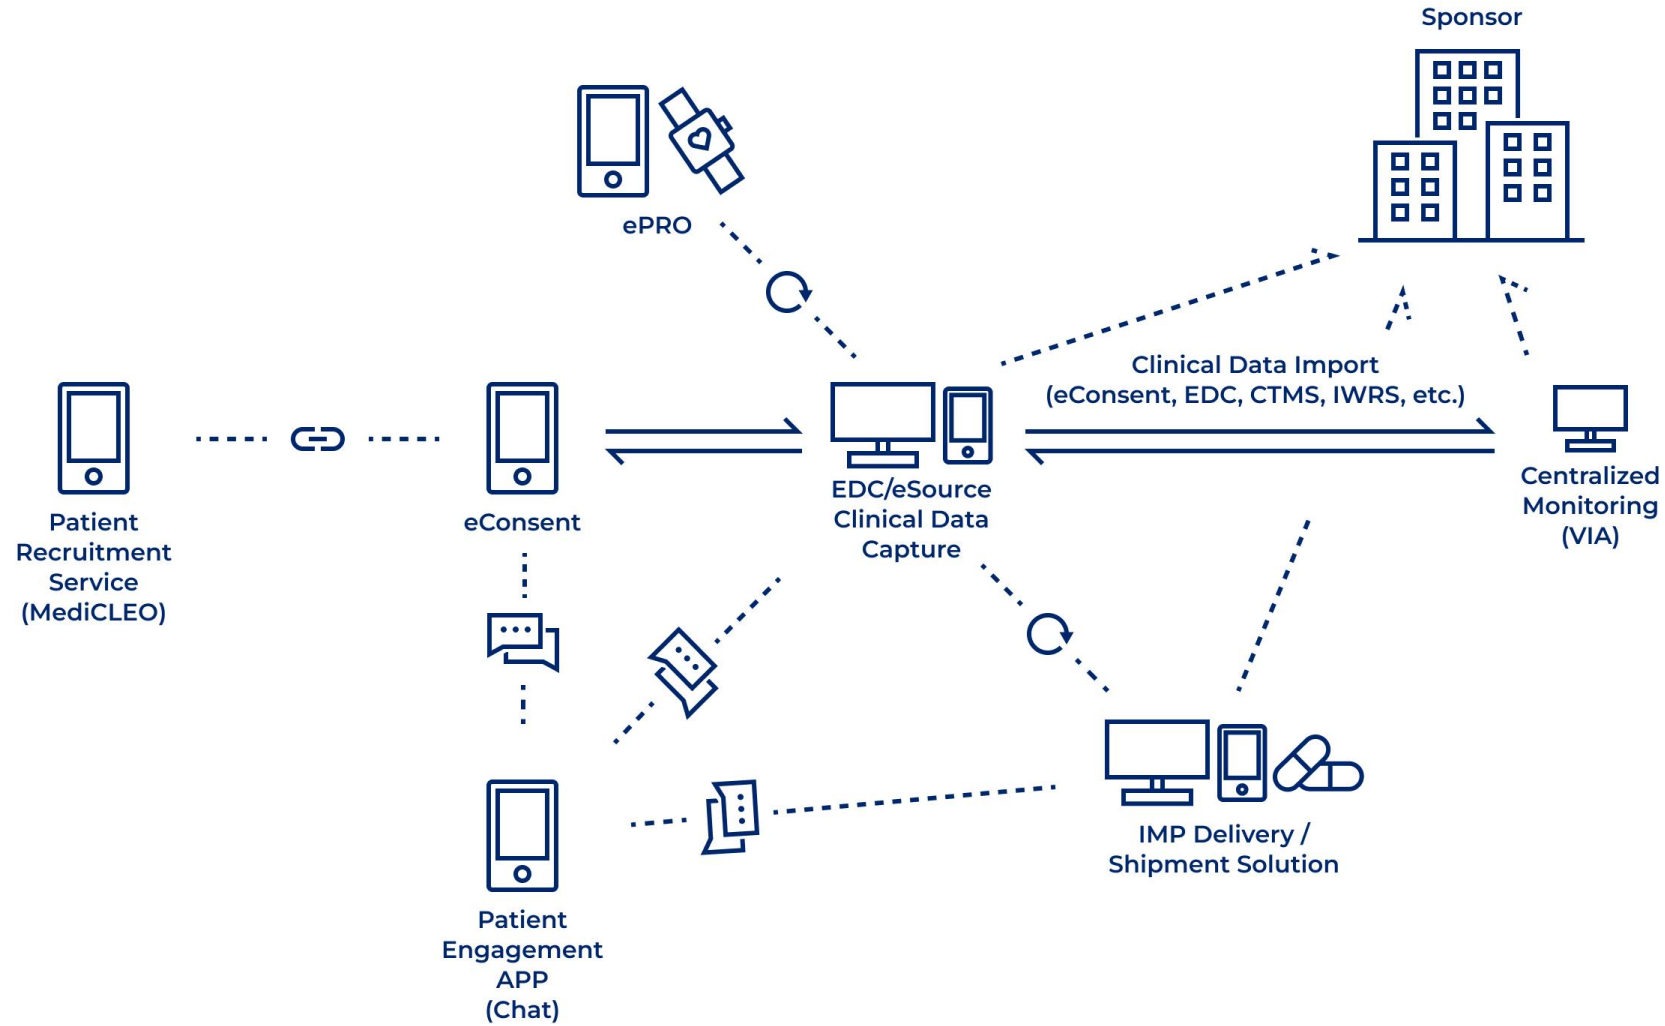 Sponsor
ePRO
Clinical Data Import
(eConsent, EDC, CTMS, IWRS, etc.)
Patient
Recruitment
Service
(MediCLEO)
eConsent
EDC/eSource
Clinical Data
Capture
Centralized
Monitoring
(VIA)
IMP Delivery /
Shipment Solution
Patient
Engagement
APP
(Chat)